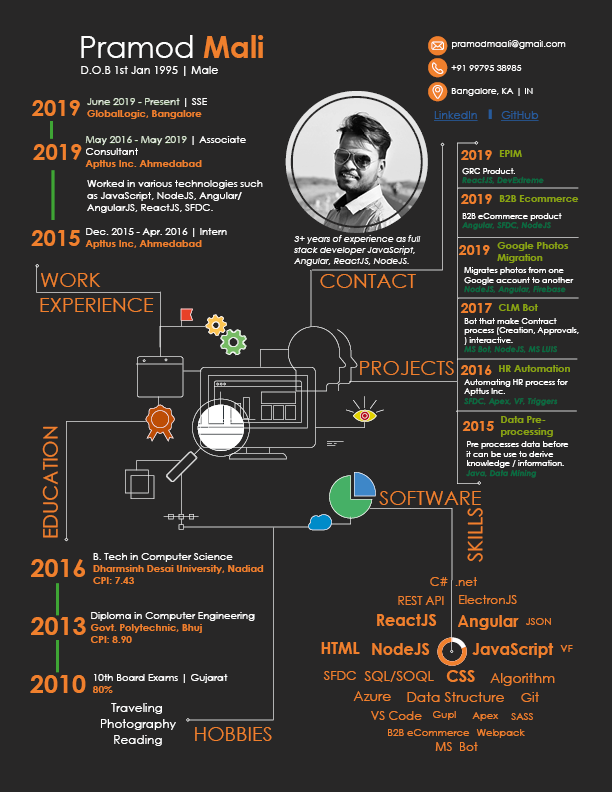 Pramod Mali
D.O.B 1st Jan 1995 | Male
pramodmaali@gmail.com
+91 99795 38985
Bangalore, KA | IN
LinkedIn | GitHub
2019 June 2019 - Present | SSE
GlobalLogic, Bangalore
2019 May 2016 - May 2019 | Associate
Consultant
Apttus Inc. Ahmedabad
Worked in various technologies such
as JavaScript, NodeJS, Angular/
AngularJS, ReactJS, SFDC.
2015 Dec. 2015 - Apr. 2016 | Intern
Apttus Inc, Ahmedabad
WORK
EXPERIENCE
3+ years of experience as full
stack developer JavaScript,
Angular, ReactJS, NodeJS.
CONTACT
2019 EPIM
GRC Product.
ReactJS, DevExtreme
2019 B2B Ecommerce
B2B eCommerce product
Angular, SFDC, NodeJS
2019 Google Photos
Migration
Migrates photos from one
Google account to another
NodeJS, Angular, Firebase
2017 CLM Bot
Bot that make Contract
process (Creation, Approvals,
) interactive.
MS Bot, NodeJS, MS LUIS
2016 HR Automation
Automating HR process for
Apttus Inc.
SFDC, Apex, VF, Triggers
2015 Data Pre-
processing
Pre processes data before
it can be use to derive
knowledge / information.
Java, Data Mining
PROJECTS
EDUCATION
2016 B. Tech in Computer Science
Dharmsinh Desai University, Nadiad
CPI: 7.43
2013 Diploma in Computer Engineering
Govt. Polytechnic, Bhuj
CPI: 8.90
2010 10th Board Exams | Gujarat
80%
Traveling
Photography
Reading
HOBBIES
SOFTWARE
SKILLS
C# .net
REST API ElectronJS
ReactJS Angular JSON
HTML NodeJS JavaScript VF
SFDC SQL/SOQL CSS Algorithm
Azure Data Structure Git
VS Code Gupl Apex SASS
B2B eCommerce Webpack
MS Bot